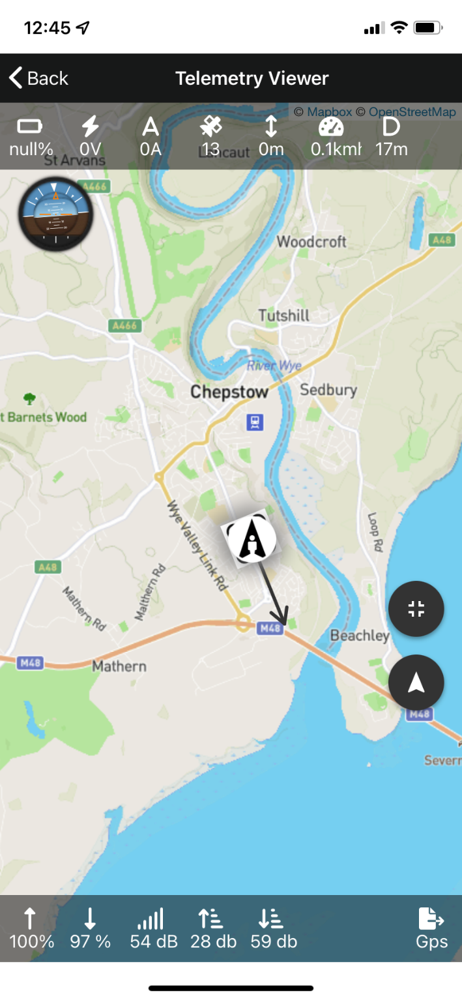 12:45
Back
Telemetry Viewer
© Mapbox © OpenStreetMap
null% 0V 0A 13 0m 0.1kmh 17m
Lancaut
St Arvans
A466
Woodcroft
A48
Tutshill
A466
River Wye
Chepstow
Sedbury
t Barnets Wood
Wye Valley Link Rd
Loop Rd
A48
Mathern Rd
Malthern Rd
M48
Beachley
M48
Mathern
M48
Severn
100% 97 % 54 dB 28 db 59 db Gps